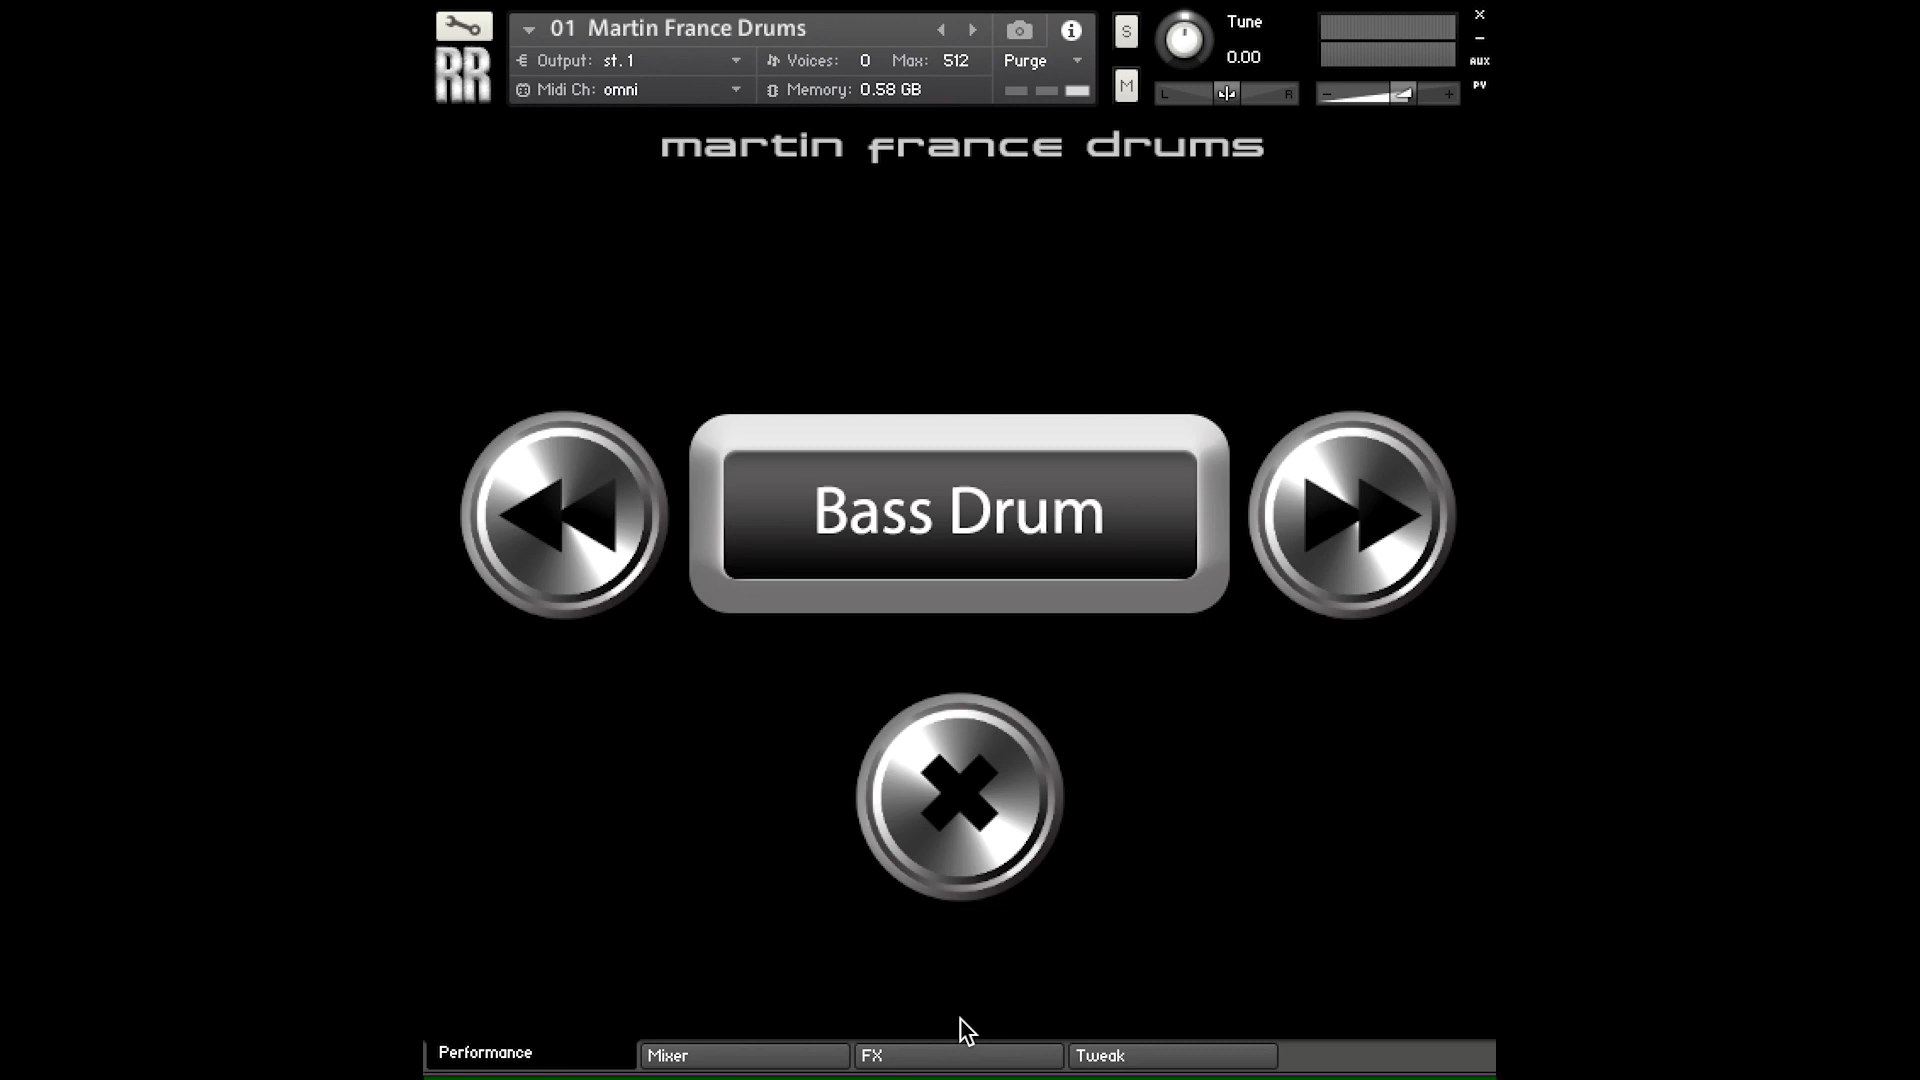 01 Martin France Drums
Output: st.1
Voices: 0 Max: 512
Purge
Midi Ch: omni
Memory: 0.58 GB
RR
S
M
Tune
0.00
L
R
-
+
X
-
AUX
PV
martin france drums
Bass Drum
Performance
Mixer
FX
Tweak